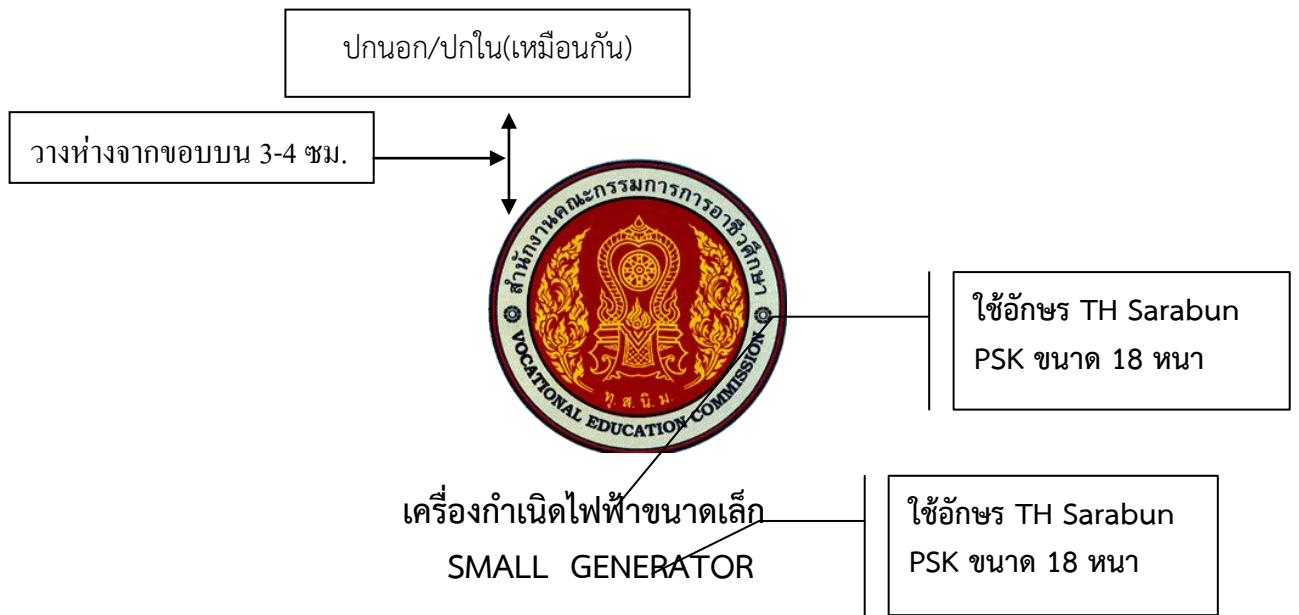 ปกนอก/ปกใน(เหมือนกัน)
วางห่างจากขอบบน 3-4 ซม.
สำนักงานคณะกรรมการการอาชีวศึกษา
ท. ส. นิ. ม.
VOCATIONAL EDUCATION COMMISSION
ใช้อักษร TH Sarabun
PSK ขนาด 18 หนา
เครื่องกำเนิดไฟฟ้าขนาดเล็ก
SMALL GENERATOR
ใช้อักษร TH Sarabun
PSK ขนาด 18 หนา